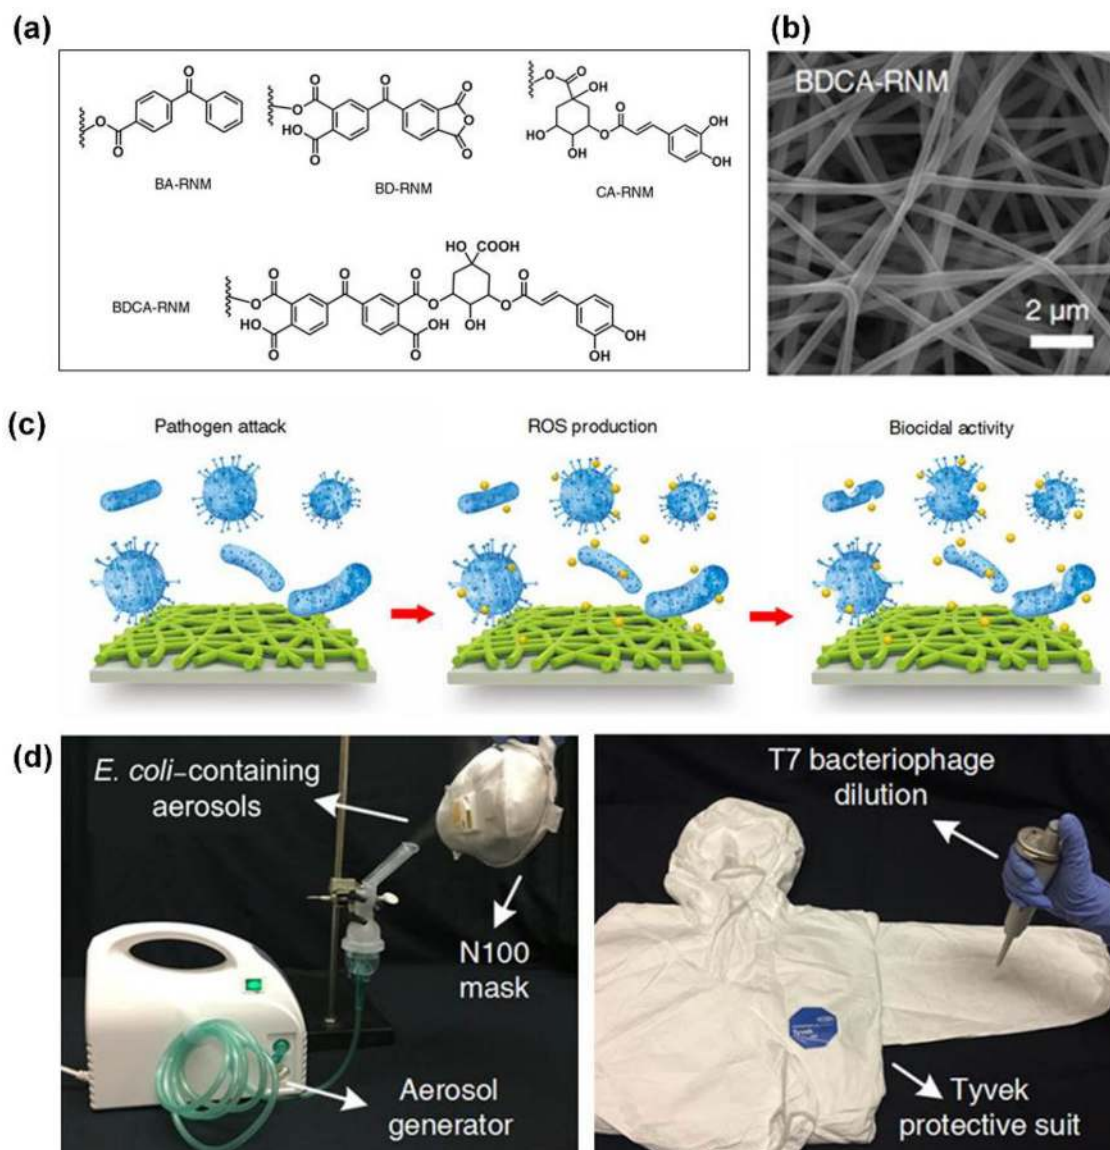 (a)
BA-RNM
BD-RNM
CA-RNM
BDCA-RNM
(b)
BDCA-RNM
2 µm
(c)
Pathogen attack
ROS production
Biocidal activity
(d)
E. coli–containing
aerosols
N100
mask
Aerosol
generator
T7 bacteriophage
dilution
Tyvek
Tyvek
protective suit